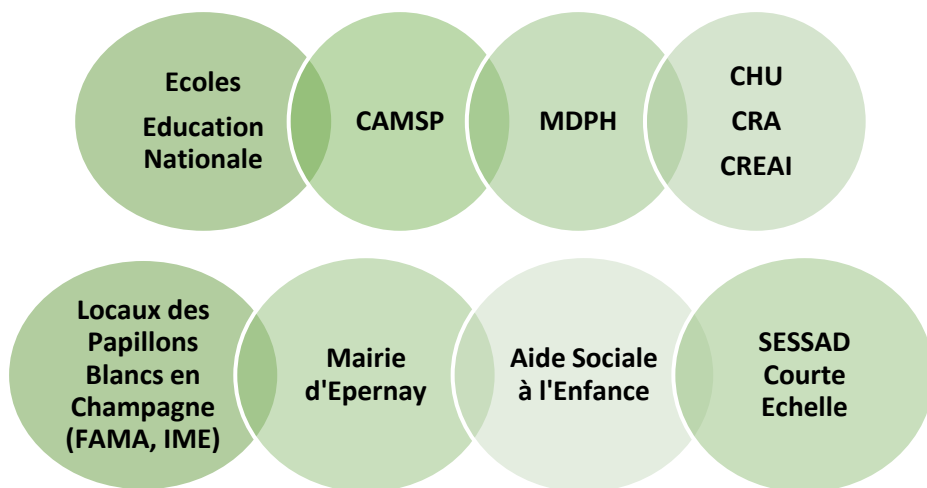 Ecoles
Education
Nationale
CAMSP
MDPH
CHU
CRA
CREAI
Locaux des
Papillons
Blancs en
Champagne
(FAMA, IME)
Mairie
d'Epernay
Aide Sociale
à l'Enfance
SESSAD
Courte
Echelle